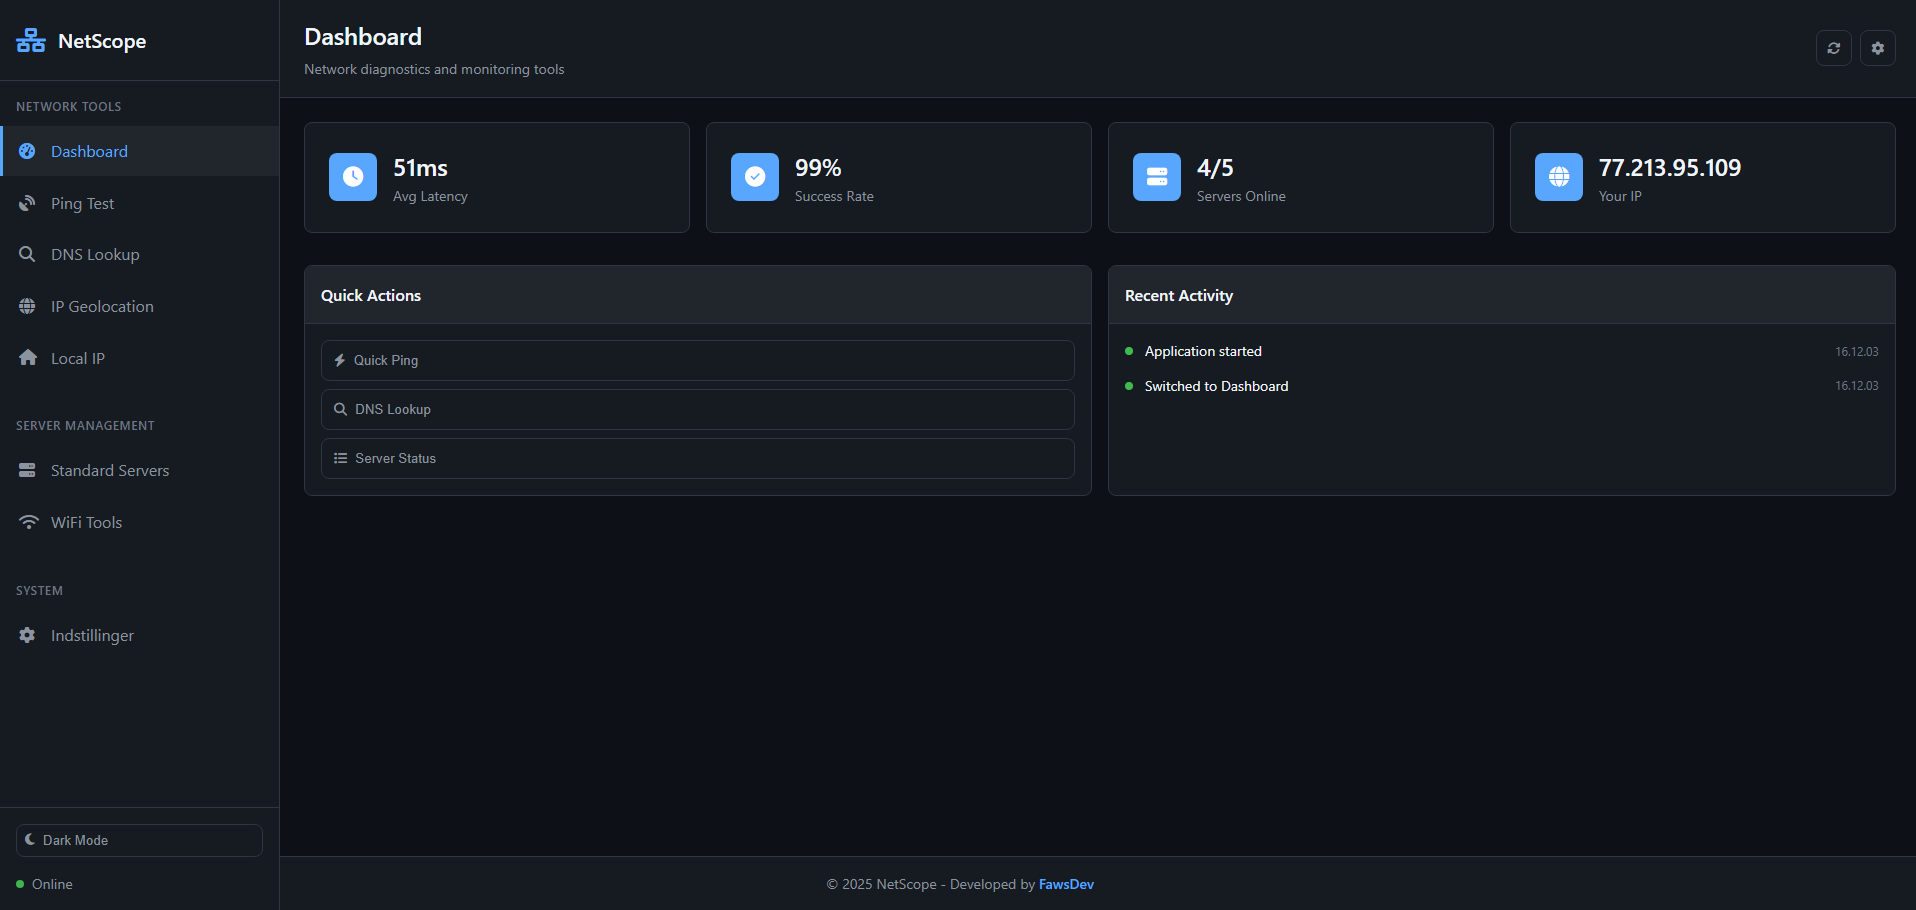 NetScope
NETWORK TOOLS
Dashboard
Ping Test
DNS Lookup
IP Geolocation
Local IP
SERVER MANAGEMENT
Standard Servers
WiFi Tools
SYSTEM
Indstillinger
Dark Mode
Online
Dashboard
Network diagnostics and monitoring tools
51ms
Avg Latency
99%
Success Rate
4/5
Servers Online
77.213.95.109
Your IP
Quick Actions
Quick Ping
DNS Lookup
Server Status
Recent Activity
Application started 16.12.03
Switched to Dashboard 16.12.03
© 2025 NetScope - Developed by FawsDev